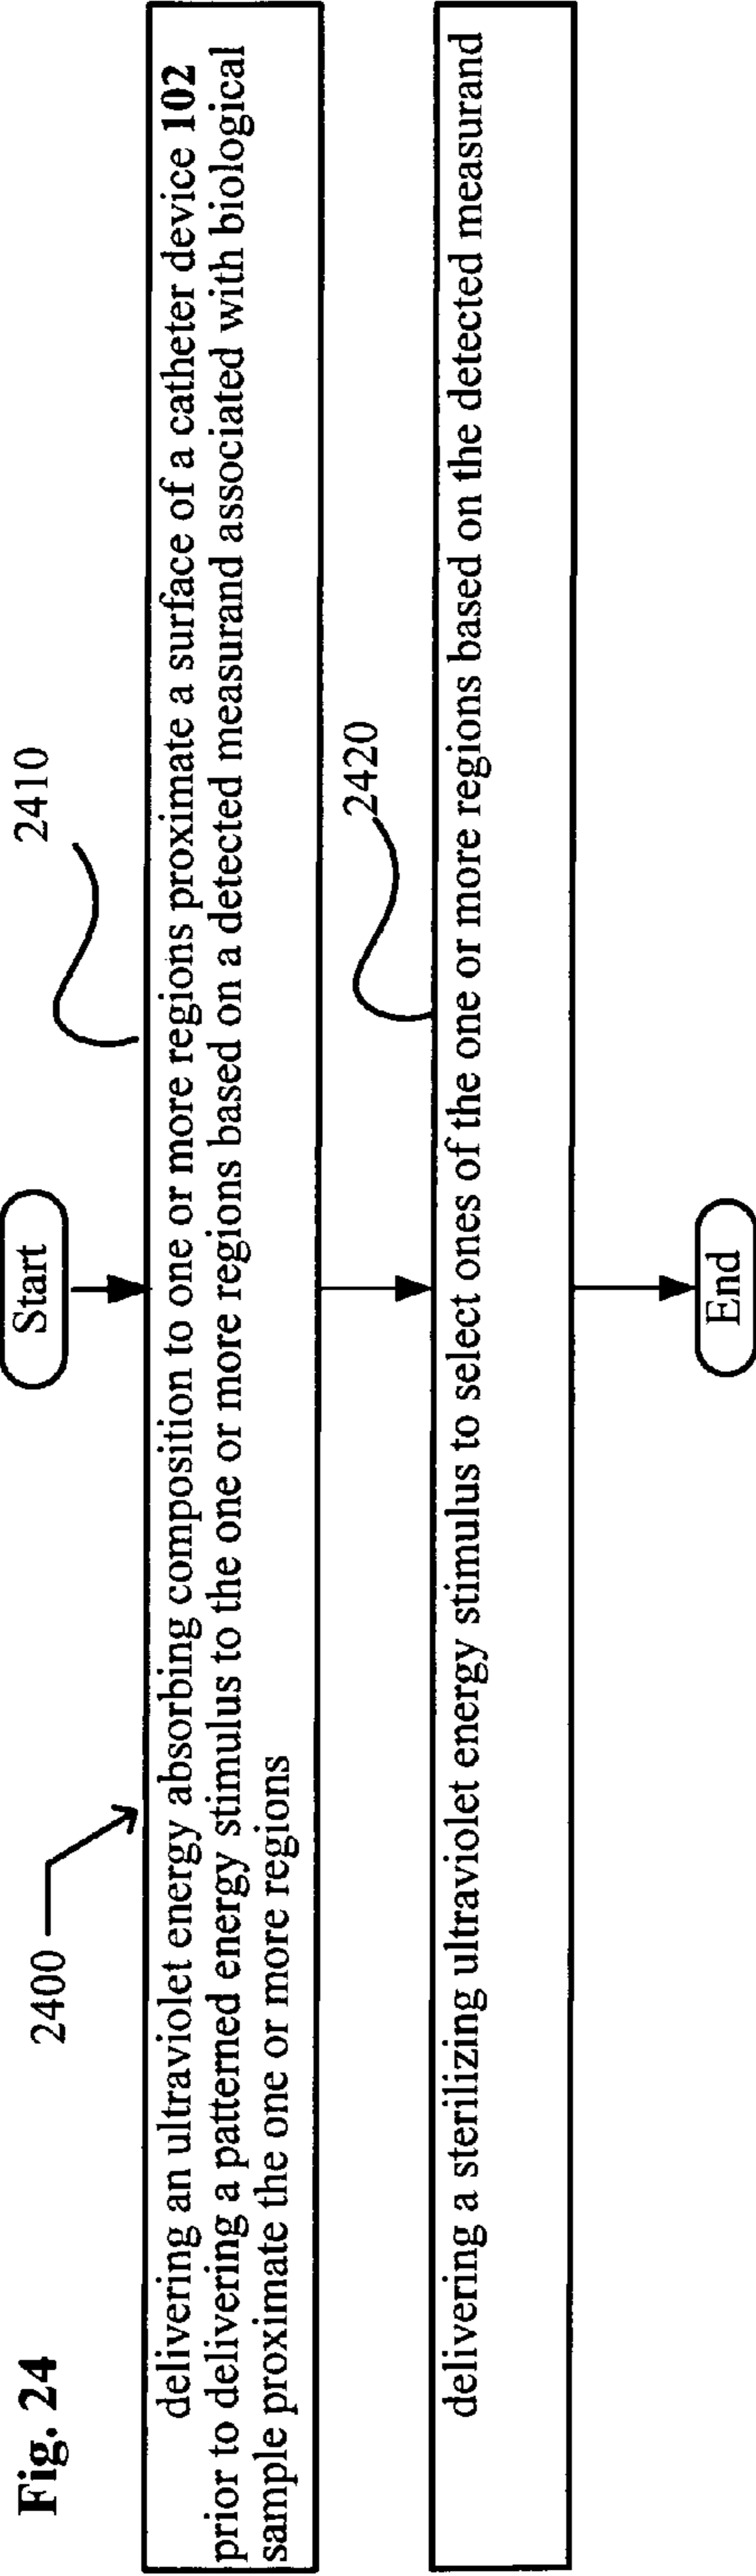 Fig. 24
2400
Start
2410
delivering an ultraviolet energy absorbing composition to one or more regions proximate a surface of a catheter device 102
prior to delivering a patterned energy stimulus to the one or more regions based on a detected measurand associated with biological
sample proximate the one or more regions
2420
delivering a sterilizing ultraviolet energy stimulus to select ones of the one or more regions based on the detected measurand
End